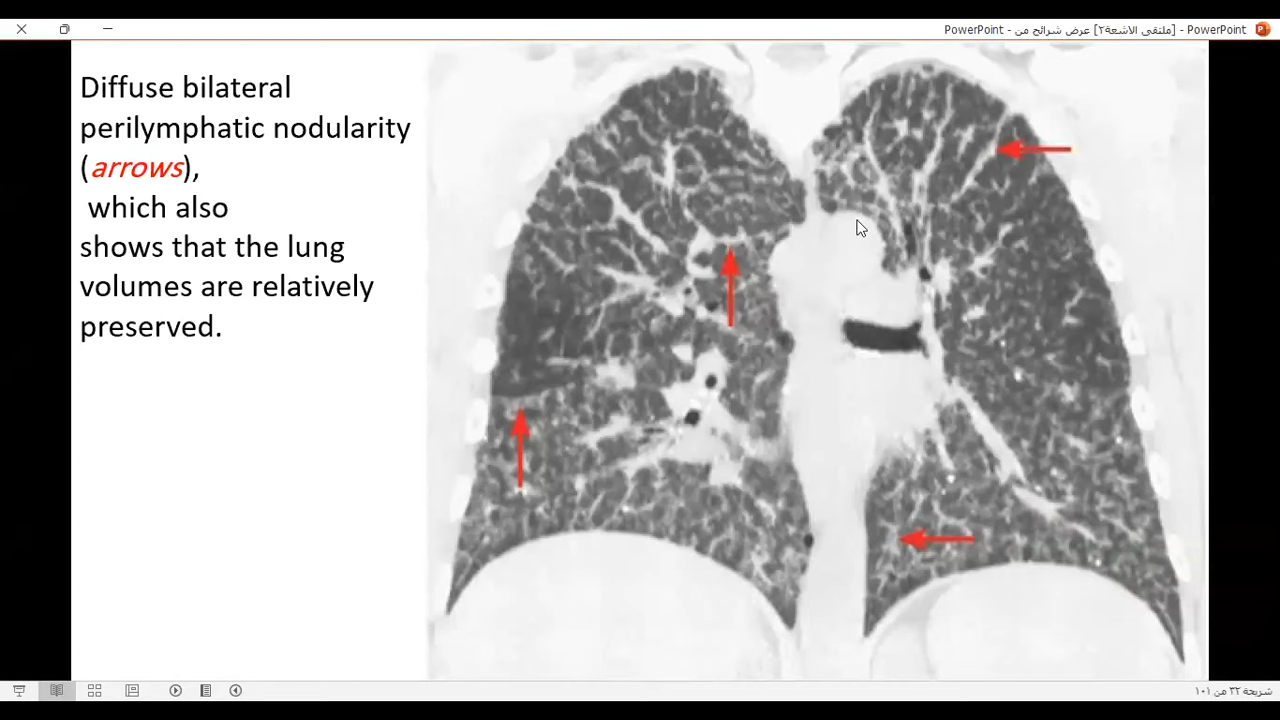 PowerPoint - [ملتقى الاشعة٢] عرض شرائح من - PowerPoint
Diffuse bilateral
perilymphatic nodularity
(arrows),
which also
shows that the lung
volumes are relatively
preserved.
شريحة ٣٢ من ١٠١